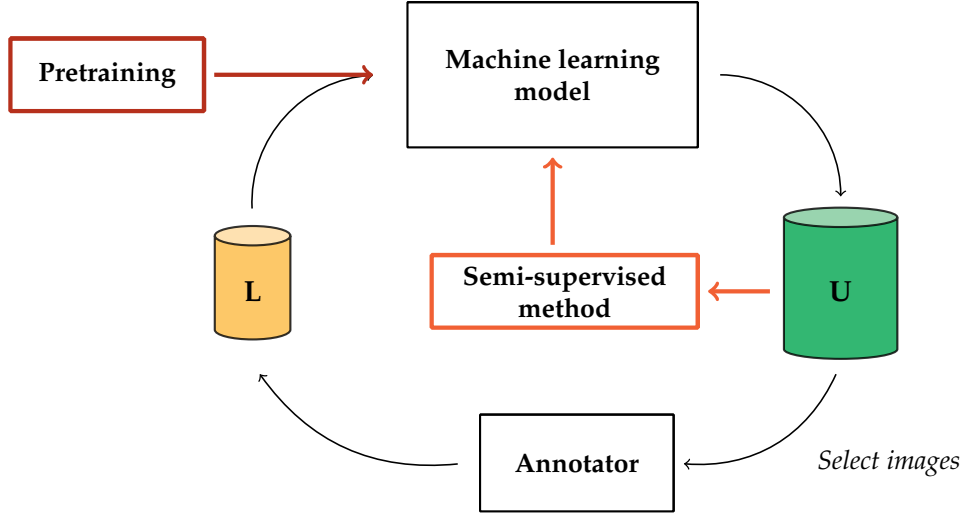 Pretraining
Machine learning
model
L
Semi-supervised
method
U
Annotator
Select images